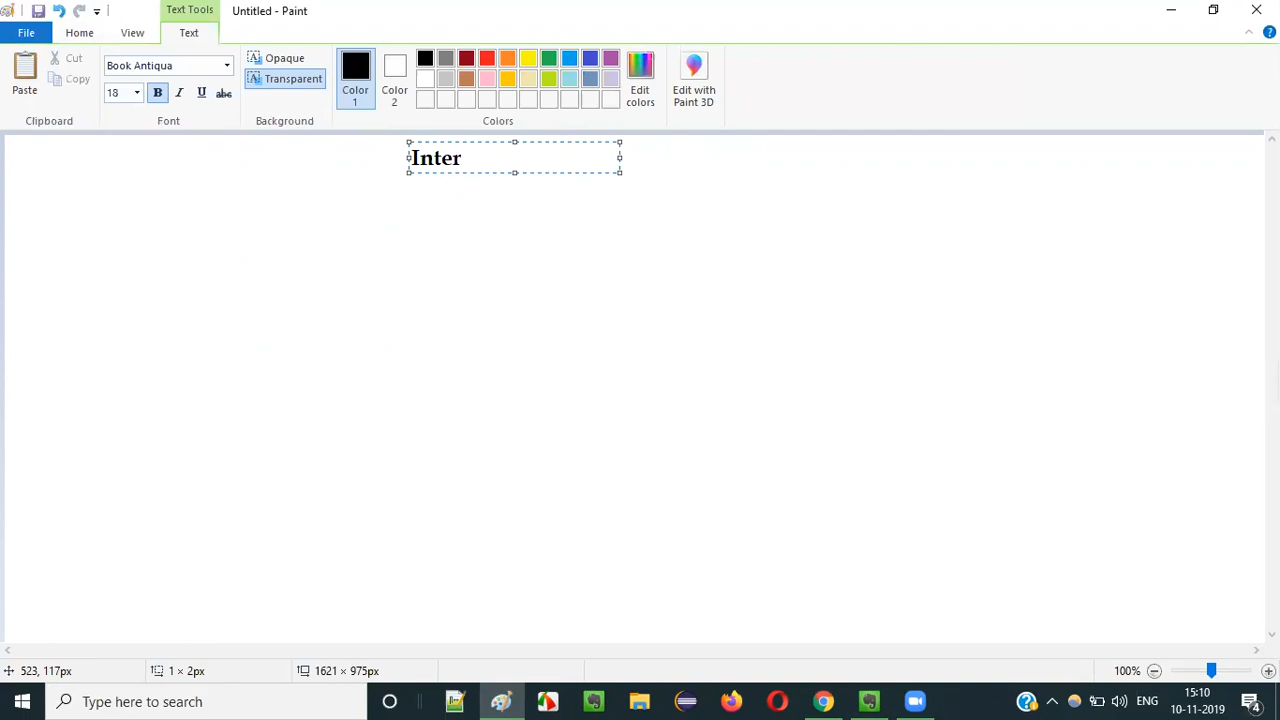 Text Tools
Untitled - Paint
File
Home
View
Text
Paste
Cut
Copy
Clipboard
Book Antiqua
18
B
I
U
abc
Font
Opaque
Transparent
Background
Color 1
Color 2
Edit colors
Colors
Edit with Paint 3D
Inter
523, 117px
1 × 2px
1621 × 975px
100%
Type here to search
ENG
15:10
10-11-2019
4